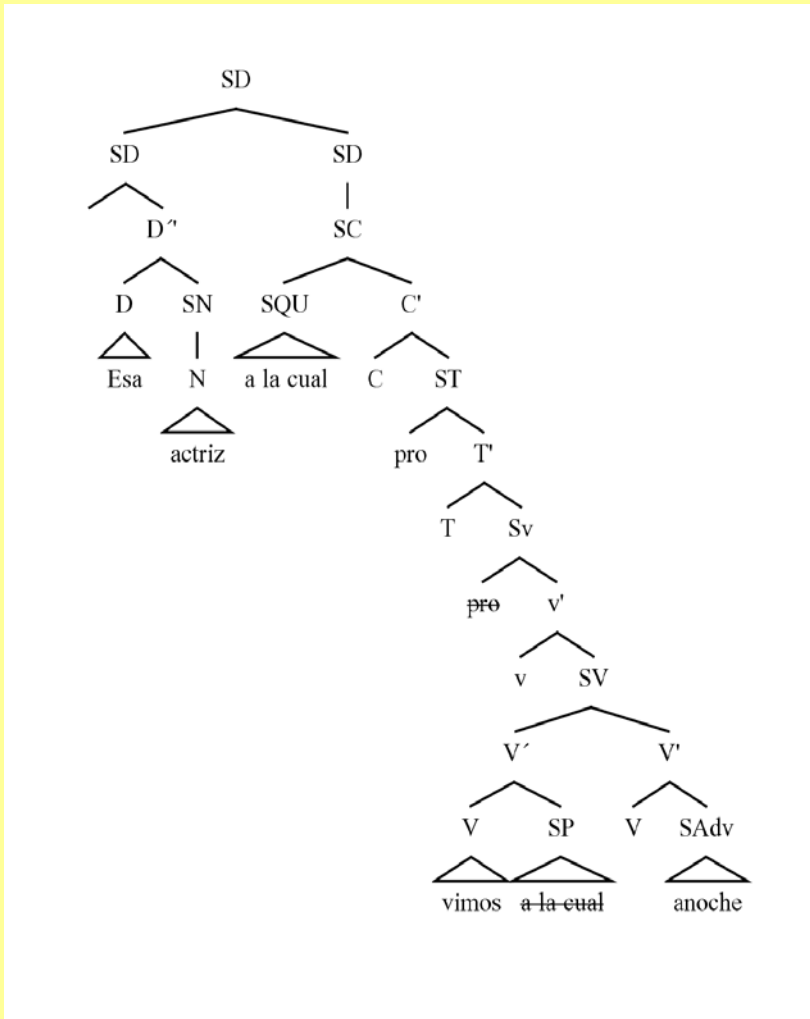 SD
SD SD
D´' SC
D SN SQU C'
Esa N a la cual C ST
actriz pro T'
T Sv
pro v'
v SV
V´ V'
V SP V SAdv
vimos a la cual anoche